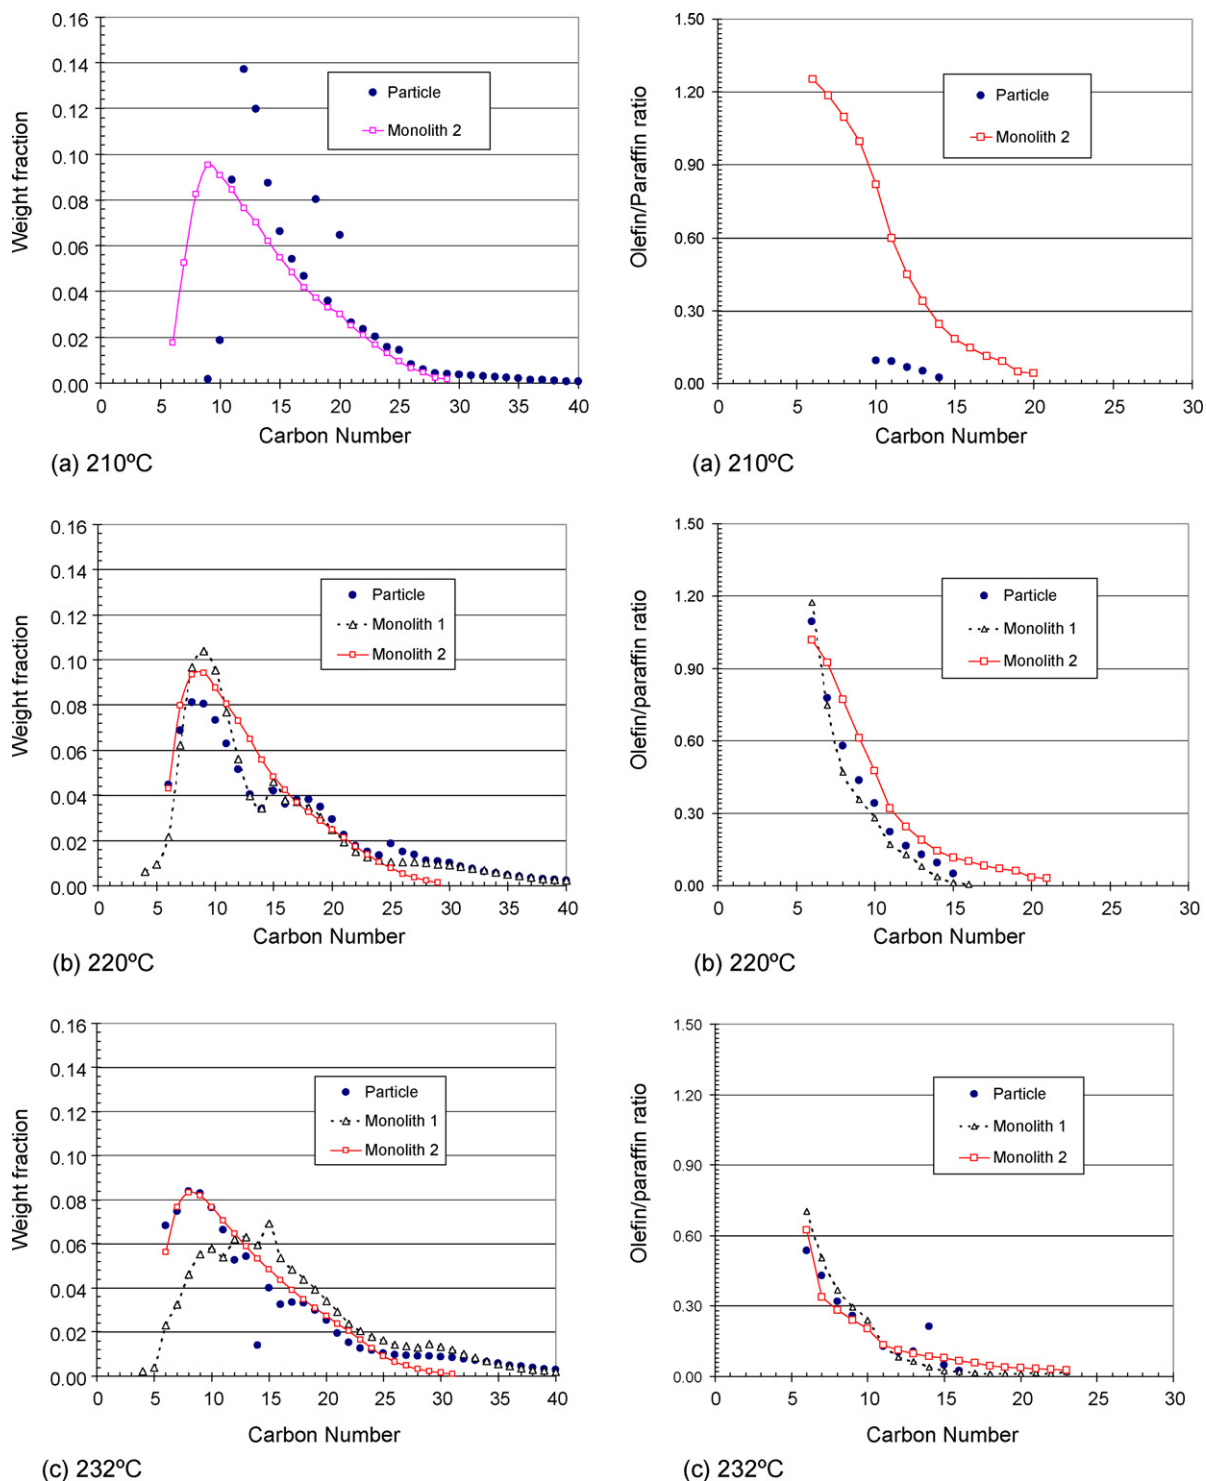 Weight fraction
0.16
0.14
0.12
0.10
0.08
0.06
0.04
0.02
0.00
Particle
Monolith 2
0 5 10 15 20 25 30 35 40
Carbon Number
(a) 210ºC
Olefin/Paraffin ratio
1.50
1.20
0.90
0.60
0.30
0.00
Particle
Monolith 2
0 5 10 15 20 25 30
Carbon Number
(a) 210ºC
Weight fraction
0.16
0.14
0.12
0.10
0.08
0.06
0.04
0.02
0.00
Particle
Monolith 1
Monolith 2
0 5 10 15 20 25 30 35 40
Carbon Number
(b) 220ºC
Olefin/paraffin ratio
1.50
1.20
0.90
0.60
0.30
0.00
Particle
Monolith 1
Monolith 2
0 5 10 15 20 25 30
Carbon Number
(b) 220ºC
Weight fraction
0.16
0.14
0.12
0.10
0.08
0.06
0.04
0.02
0.00
Particle
Monolith 1
Monolith 2
0 5 10 15 20 25 30 35 40
Carbon Number
(c) 232ºC
Olefin/paraffin ratio
1.50
1.20
0.90
0.60
0.30
0.00
Particle
Monolith 1
Monolith 2
0 5 10 15 20 25 30
Carbon Number
(c) 232ºC